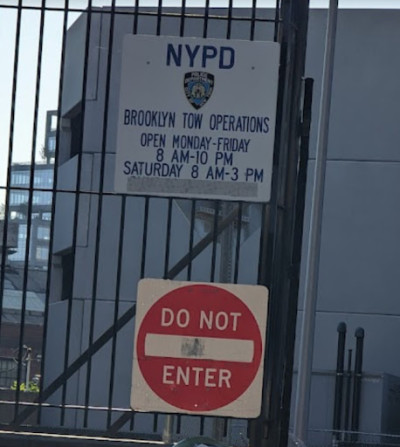 NYPD
BROOKLYN TOW OPERATIONS
OPEN MONDAY-FRIDAY
8 AM-10 PM
SATURDAY 8 AM-3 PM
DO NOT
ENTER